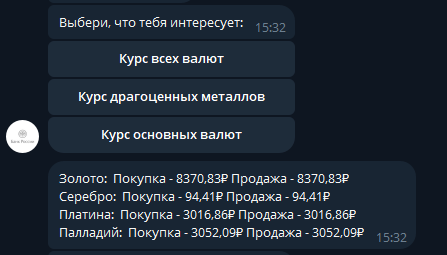 Выбери, что тебя интересует:
15:32
Курс всех валют
Курс драгоценных металлов
Курс основных валют
Золото: Покупка - 8370,83₽ Продажа - 8370,83₽
Серебро: Покупка - 94,41₽ Продажа - 94,41₽
Платина: Покупка - 3016,86₽ Продажа - 3016,86₽
Палладий: Покупка - 3052,09₽ Продажа - 3052,09₽
15:32